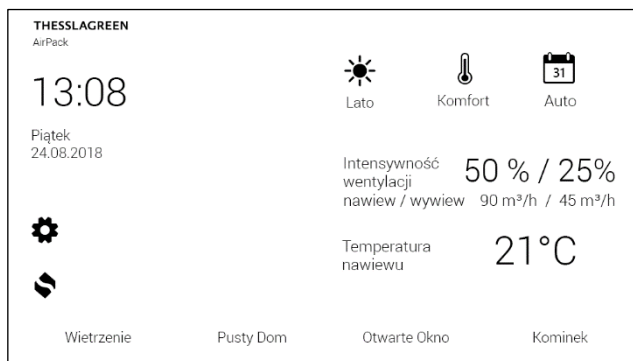 THESSLAGREEN
AirPack
13:08
Piątek
24.08.2018
31
Lato
Komfort
Auto
Intensywność
wentylacji
nawiew / wywiew
50 % / 25%
90 m³/h / 45 m³/h
Temperatura
nawiewu
21°C
Wietrzenie
Pusty Dom
Otwarte Okno
Kominek